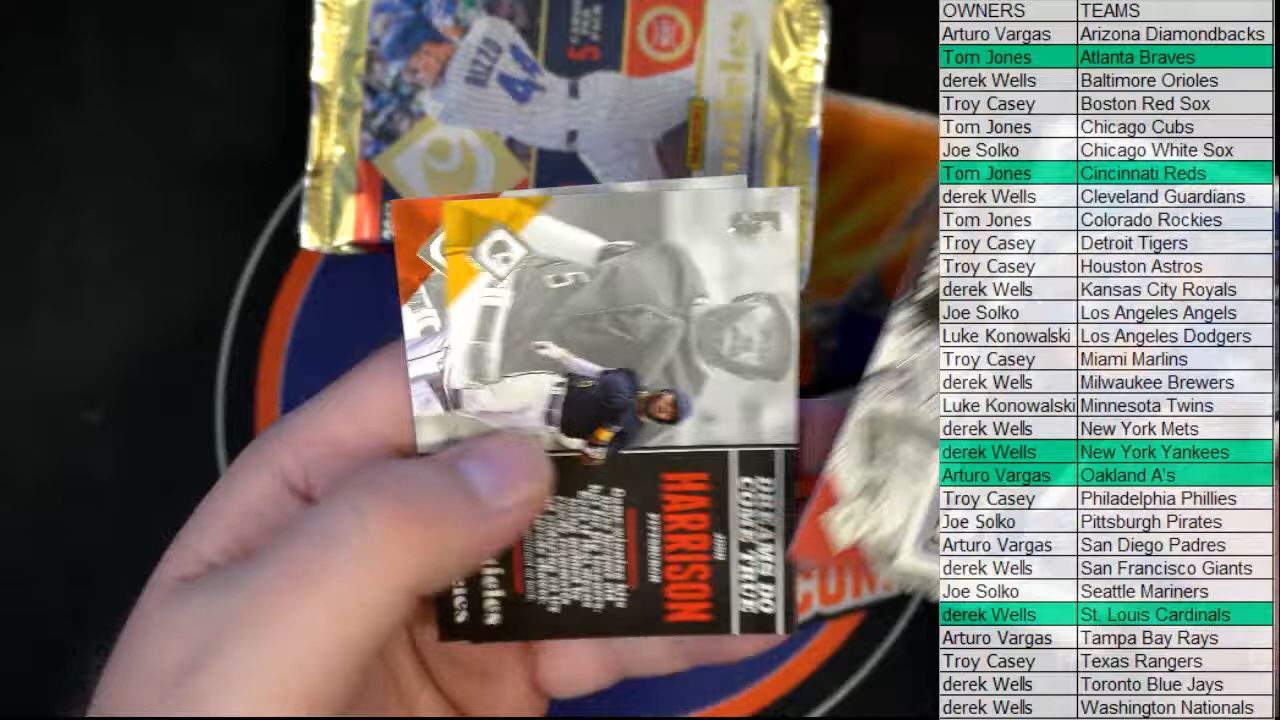 OWNERS TEAMS
Arturo Vargas Arizona Diamondbacks
Tom Jones Atlanta Braves
derek Wells Baltimore Orioles
Troy Casey Boston Red Sox
Tom Jones Chicago Cubs
Joe Solko Chicago White Sox
Tom Jones Cincinnati Reds
derek Wells Cleveland Guardians
Tom Jones Colorado Rockies
Troy Casey Detroit Tigers
Troy Casey Houston Astros
derek Wells Kansas City Royals
Joe Solko Los Angeles Angels
Luke Konowalski Los Angeles Dodgers
Troy Casey Miami Marlins
derek Wells Milwaukee Brewers
Luke Konowalski Minnesota Twins
derek Wells New York Mets
derek Wells New York Yankees
Arturo Vargas Oakland A's
Troy Casey Philadelphia Phillies
Joe Solko Pittsburgh Pirates
Arturo Vargas San Diego Padres
derek Wells San Francisco Giants
Joe Solko Seattle Mariners
derek Wells St. Louis Cardinals
Arturo Vargas Tampa Bay Rays
Troy Casey Texas Rangers
derek Wells Toronto Blue Jays
derek Wells Washington Nationals
44
5
HARRISON